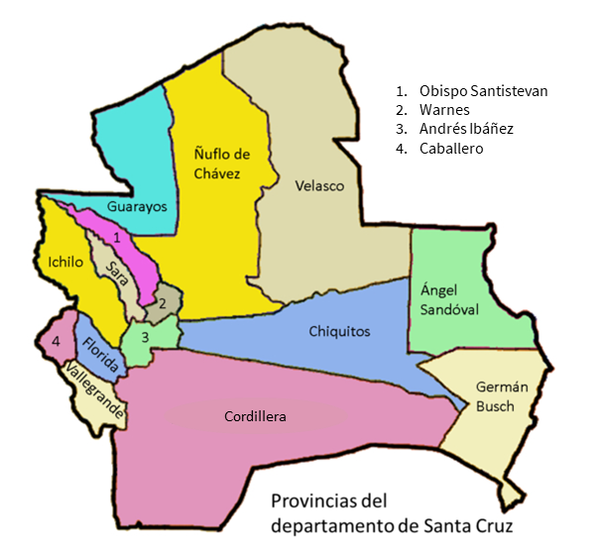 1. Obispo Santistevan
2. Warnes
3. Andrés Ibáñez
4. Caballero
Ñuflo de
Chávez
Velasco
Guarayos
1
Ichilo
Sara
2
Ángel
Sandóval
3
Chiquitos
4
Florida
Vallegrande
Germán
Busch
Cordillera
Provincias del
departamento de Santa Cruz